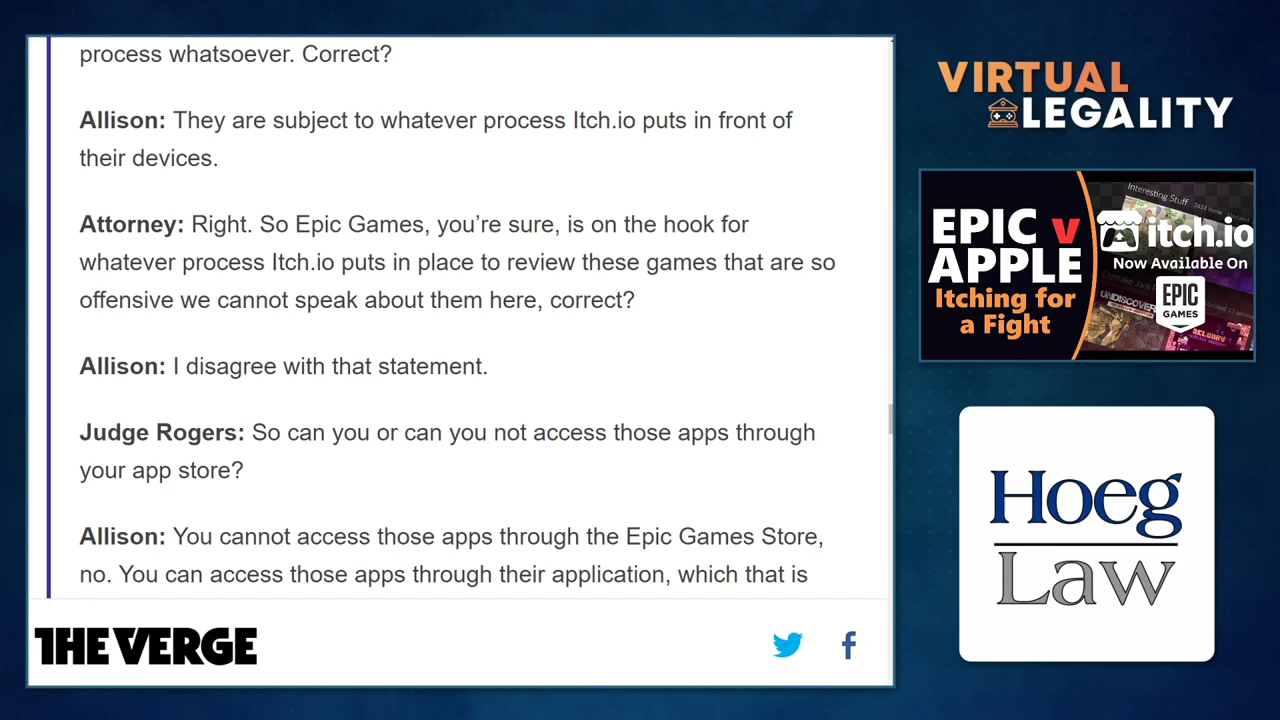 process whatsoever. Correct?
Allison: They are subject to whatever process Itch.io puts in front of
their devices.
Attorney: Right. So Epic Games, you’re sure, is on the hook for
whatever process Itch.io puts in place to review these games that are so
offensive we cannot speak about them here, correct?
Allison: I disagree with that statement.
Judge Rogers: So can you or can you not access those apps through
your app store?
Allison: You cannot access those apps through the Epic Games Store,
no. You can access those apps through their application, which that is
THE VERGE
VIRTUAL
LEGALITY
EPIC v
APPLE
Itching for
a Fight
Interesting Stuff
itch.io
Now Available On
EPIC
GAMES
Hoeg
Law